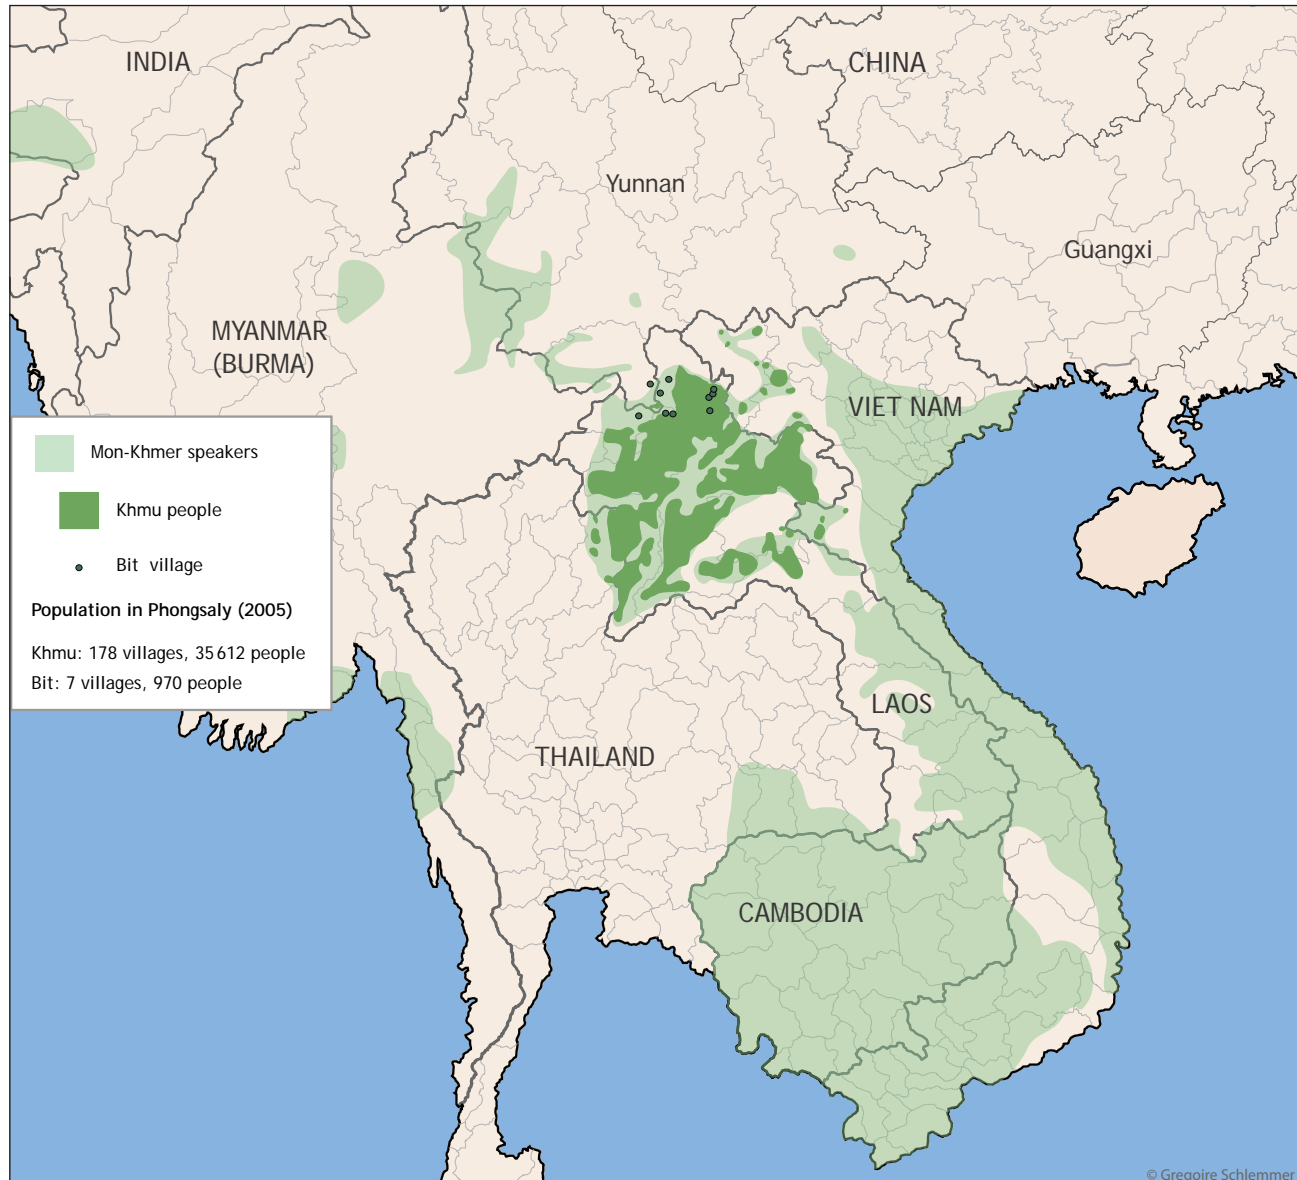 INDIA
CHINA
Yunnan
Guangxi
MYANMAR
(BURMA)
VIET NAM
Mon-Khmer speakers
Khmu people
Bit village
Population in Phongsaly (2005)
Khmu: 178 villages, 35 612 people
Bit: 7 villages, 970 people
LAOS
THAILAND
CAMBODIA
© Gregoire Schlemmer